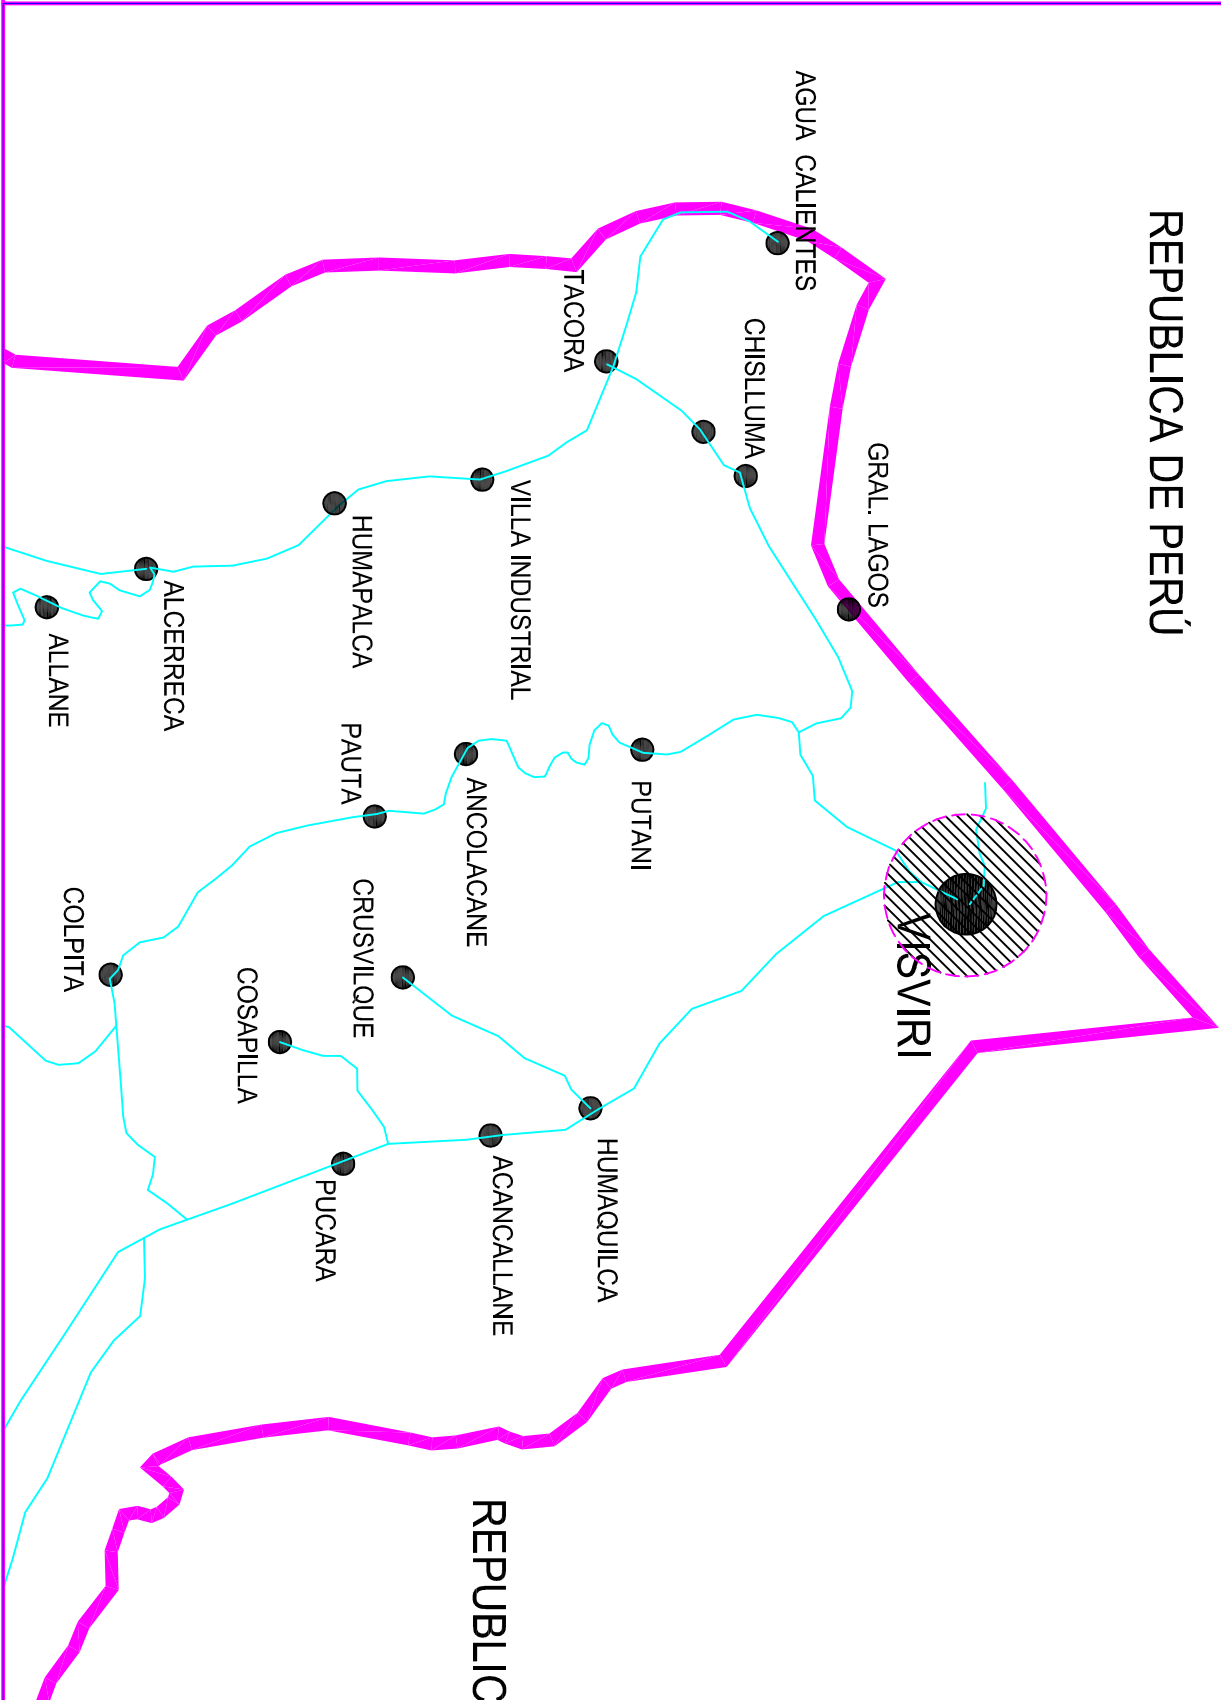 REPUBLICA DE PERÚ
AGUA CALIENTES
GRAL. LAGOS
CHISLLUMA
TACORA
VISVIRI
VILLA INDUSTRIAL
PUTANI
HUMAPALCA
HUMAQUILCA
ALCERRECA
ANCOLACANE
ACANCALLANE
PAUTA
CRUSVILQUE
ALLANE
COSAPILLA
PUCARA
COLPITA
REPUBLIC